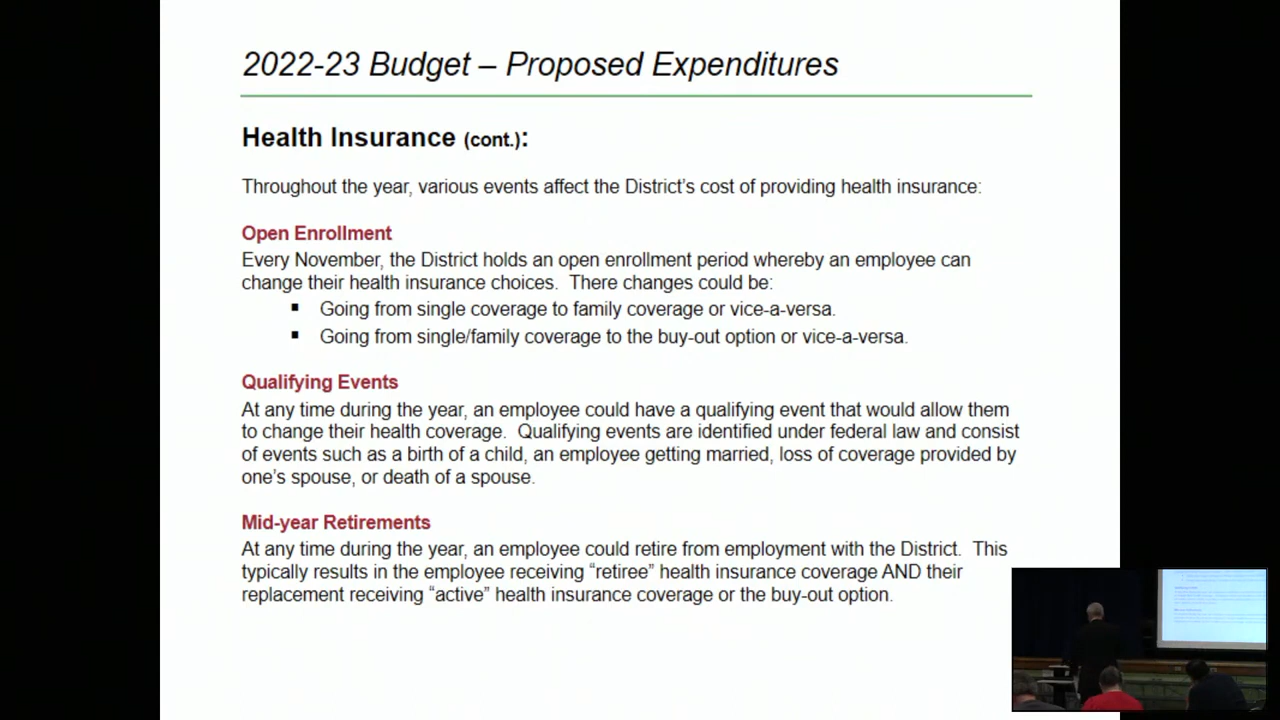 2022-23 Budget – Proposed Expenditures
Health Insurance (cont.):
Throughout the year, various events affect the District’s cost of providing health insurance:
Open Enrollment
Every November, the District holds an open enrollment period whereby an employee can
change their health insurance choices.  There changes could be:
▪ Going from single coverage to family coverage or vice-a-versa.
▪ Going from single/family coverage to the buy-out option or vice-a-versa.
Qualifying Events
At any time during the year, an employee could have a qualifying event that would allow them
to change their health coverage.  Qualifying events are identified under federal law and consist
of events such as a birth of a child, an employee getting married, loss of coverage provided by
one’s spouse, or death of a spouse.
Mid-year Retirements
At any time during the year, an employee could retire from employment with the District.  This
typically results in the employee receiving “retiree” health insurance coverage AND their
replacement receiving “active” health insurance coverage or the buy-out option.